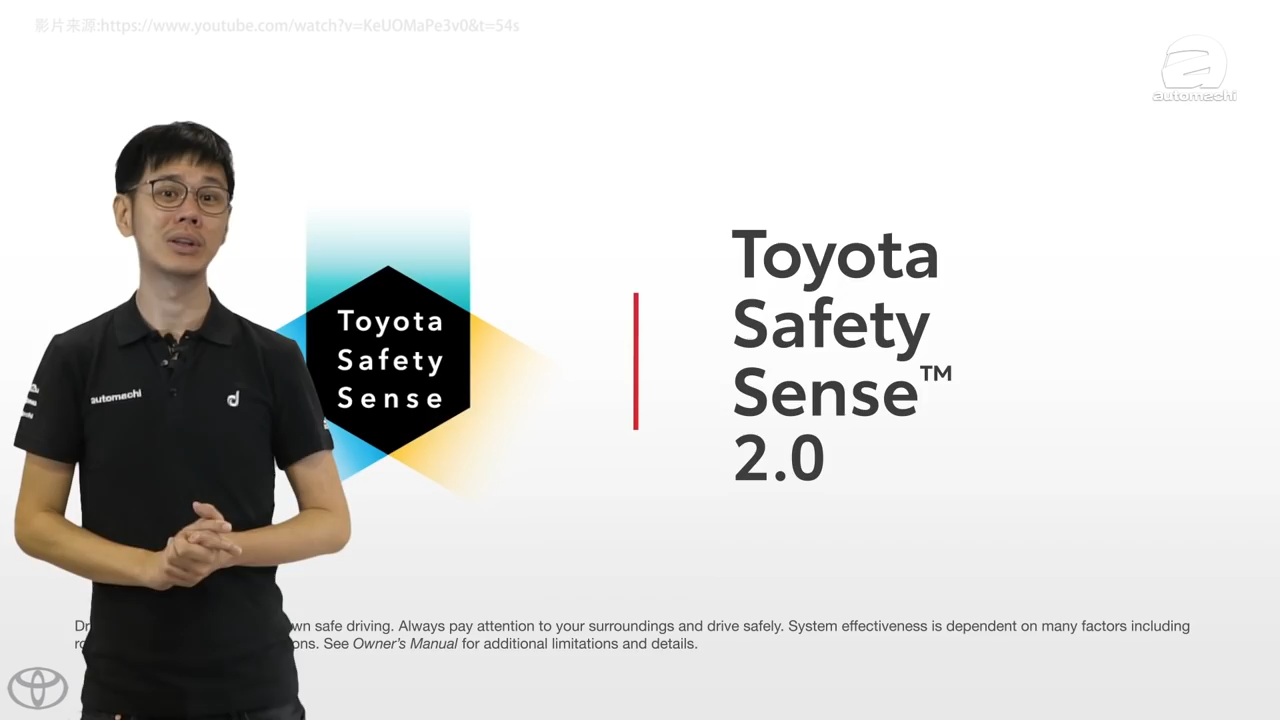 影片来源:https://www.youtube.com/watch?v=KeUOMaPe3v0&t=54s
automachi
Toyota
Safety
Sense
Toyota
Safety
Sense™
2.0
automachi
d
Dr wn safe driving. Always pay attention to your surroundings and drive safely. System effectiveness is dependent on many factors including
ro ons. See Owner's Manual for additional limitations and details.